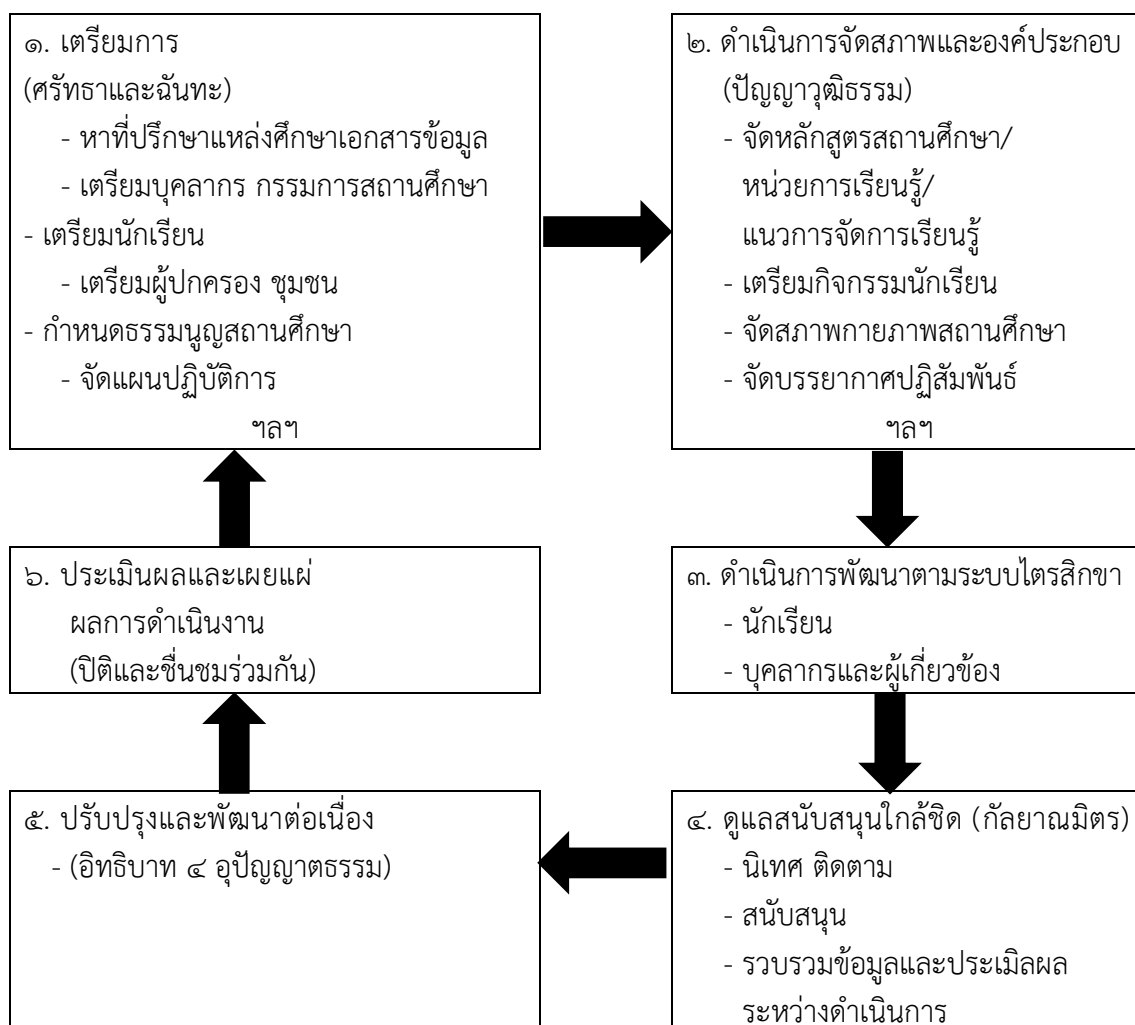 ๑. เตรียมการ
(ศรัทธาและฉันทะ)
- หาที่ปรึกษาแหล่งศึกษาเอกสารข้อมูล
- เตรียมบุคลากร กรรมการสถานศึกษา
- เตรียมนักเรียน
- เตรียมผู้ปกครอง ชุมชน
- กำหนดธรรมนูญสถานศึกษา
- จัดแผนปฏิบัติการ
ฯลฯ
๒. ดำเนินการจัดสภาพและองค์ประกอบ
(ปัญญาวุฒิธรรม)
- จัดหลักสูตรสถานศึกษา/
หน่วยการเรียนรู้/
แนวการจัดการเรียนรู้
- เตรียมกิจกรรมนักเรียน
- จัดสภาพกายภาพสถานศึกษา
- จัดบรรยากาศปฏิสัมพันธ์
ฯลฯ
๓. ดำเนินการพัฒนาตามระบบไตรสิกขา
- นักเรียน
- บุคลากรและผู้เกี่ยวข้อง
๔. ดูแลสนับสนุนใกล้ชิด (กัลยาณมิตร)
- นิเทศ ติดตาม
- สนับสนุน
- รวบรวมข้อมูลและประเมิลผล
ระหว่างดำเนินการ
๕. ปรับปรุงและพัฒนาต่อเนื่อง
- (อิทธิบาท ๔ อุปัญญาตธรรม)
๖. ประเมินผลและเผยแผ่
ผลการดำเนินงาน
(ปิติและชื่นชมร่วมกัน)